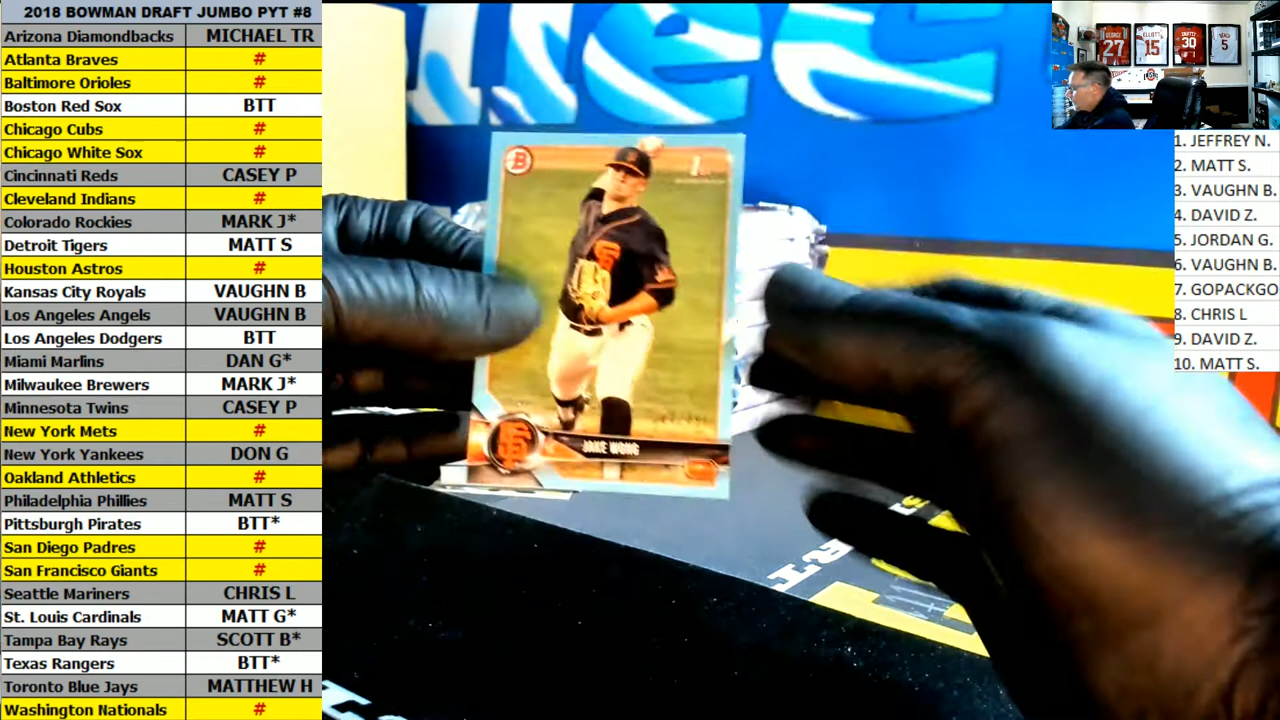 2018 BOWMAN DRAFT JUMBO PYT #8
Arizona Diamondbacks MICHAEL TR
Atlanta Braves #
Baltimore Orioles #
Boston Red Sox BTT
Chicago Cubs #
Chicago White Sox #
Cincinnati Reds CASEY P
Cleveland Indians #
Colorado Rockies MARK J*
Detroit Tigers MATT S
Houston Astros #
Kansas City Royals VAUGHN B
Los Angeles Angels VAUGHN B
Los Angeles Dodgers BTT
Miami Marlins DAN G*
Milwaukee Brewers MARK J*
Minnesota Twins CASEY P
New York Mets #
New York Yankees DON G
Oakland Athletics #
Philadelphia Phillies MATT S
Pittsburgh Pirates BTT*
San Diego Padres #
San Francisco Giants #
Seattle Mariners CHRIS L
St. Louis Cardinals MATT G*
Tampa Bay Rays SCOTT B*
Texas Rangers BTT*
Toronto Blue Jays MATTHEW H
Washington Nationals #
B
SF
JAKE WONG
27
15
30
5
1. JEFFREY N.
2. MATT S.
3. VAUGHN B.
4. DAVID Z.
5. JORDAN G.
6. VAUGHN B.
7. GOPACKGO
8. CHRIS L
9. DAVID Z.
10. MATT S.